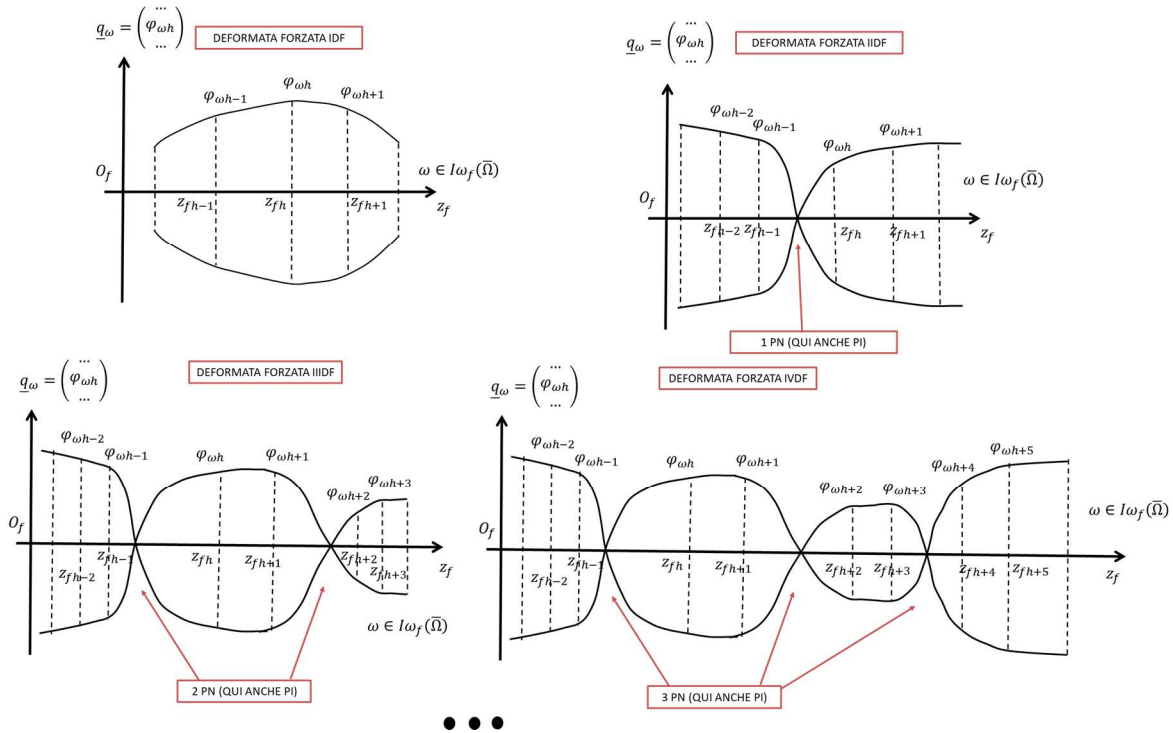 q_ω = (... φ_ωh ...)
DEFORMATA FORZATA IDF
φ_ωh-1
φ_ωh
φ_ωh+1
O_f
ω ∈ Iω_f(Ω̄)
z_fh-1
z_fh
z_fh+1
z_f
q_ω = (... φ_ωh ...)
DEFORMATA FORZATA IIDF
φ_ωh-2
φ_ωh-1
φ_ωh
φ_ωh+1
O_f
ω ∈ Iω_f(Ω̄)
z_fh-2
z_fh-1
z_fh
z_fh+1
z_f
1 PN (QUI ANCHE PI)
q_ω = (... φ_ωh ...)
DEFORMATA FORZATA IIIDF
φ_ωh-2
φ_ωh-1
φ_ωh
φ_ωh+1
φ_ωh+2
φ_ωh+3
O_f
z_fh-2
z_fh-1
z_fh
z_fh+1
z_fh+2
z_fh+3
z_f
ω ∈ Iω_f(Ω̄)
2 PN (QUI ANCHE PI)
q_ω = (... φ_ωh ...)
DEFORMATA FORZATA IVDF
φ_ωh-2
φ_ωh-1
φ_ωh
φ_ωh+1
φ_ωh+2
φ_ωh+3
φ_ωh+4
φ_ωh+5
O_f
ω ∈ Iω_f(Ω̄)
z_fh-2
z_fh-1
z_fh
z_fh+1
z_fh+2
z_fh+3
z_fh+4
z_fh+5
z_f
3 PN (QUI ANCHE PI)
•••